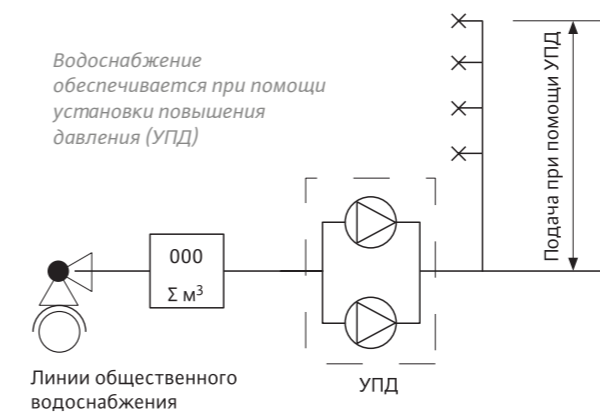 Водоснабжение
обеспечивается при помощи
установки повышения
давления (УПД)
Подача при помощи УПД
000
Σ м³
УПД
Линии общественного
водоснабжения